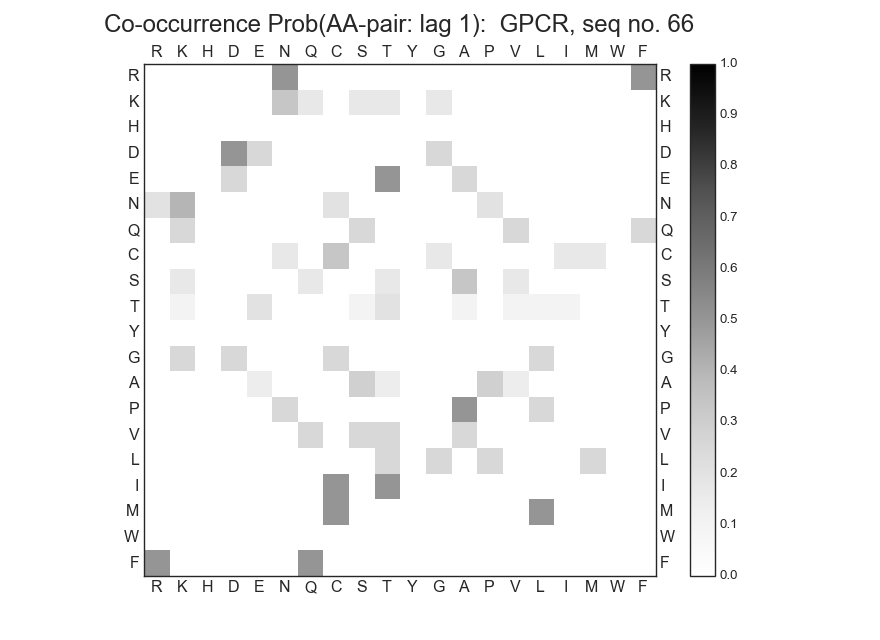 Co-occurrence Prob(AA-pair: lag 1):  GPCR, seq no. 66
R K H D E N Q C S T Y G A P V L I M W F
R R 1.0
K K 0.9
H H
D D 0.8
E E
N N 0.7
Q Q
C C 0.6
S S
T T 0.5
Y Y
G G 0.4
A A
P P 0.3
V V
L L 0.2
I I
M M 0.1
W W
F F 0.0
R K H D E N Q C S T Y G A P V L I M W F